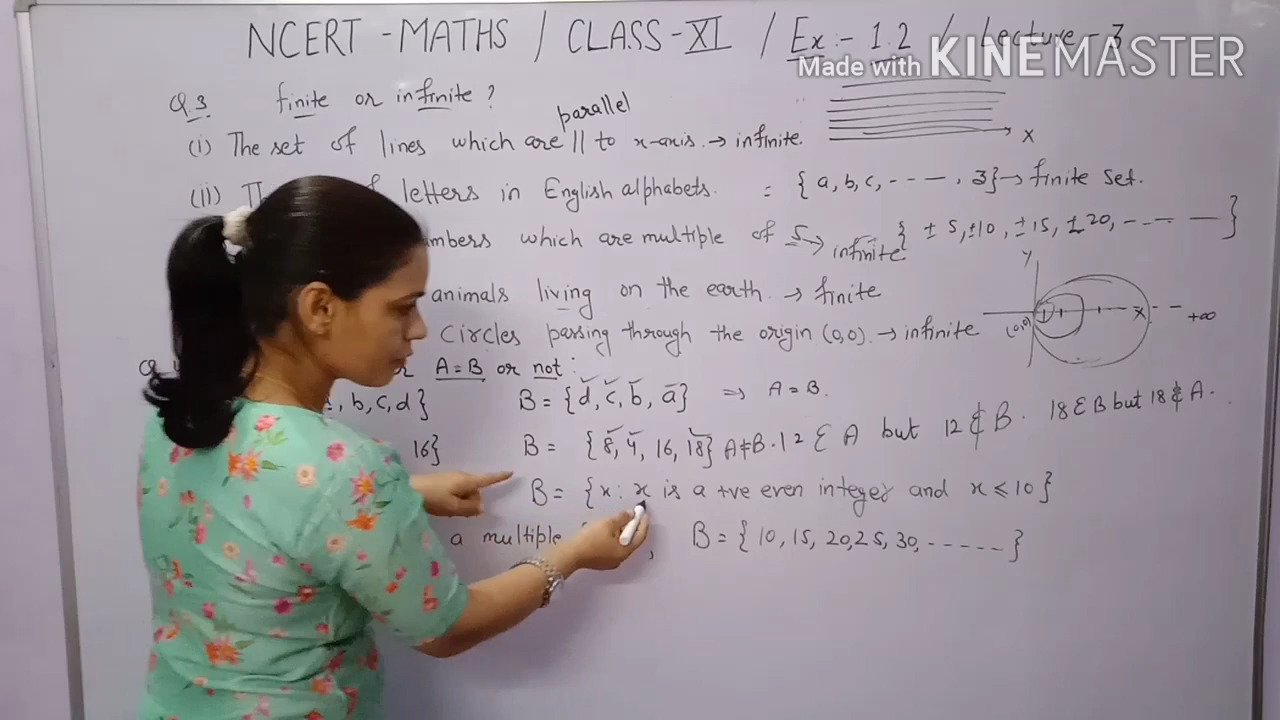 NCERT - MATHS / CLASS-XI / Ex:- 1.2 / Lecture - 3
Made with KINEMASTER
Q.3 finite or infinite ?
parallel
(i) The set of lines which are || to x-axis. → infinite.
X
(ii) letters in English alphabets. = {a, b, c, ---- , z} → finite set.
mbers which are multiple of 5 → infinite. { ± 5, ±10, ±15, ± 20, - - - - }
animals living on the earth. → finite
Y
Circles passing through the origin (0,0). → infinite
(0,0) X +∞
A = B or not :
, b, c, d } B = {d, c, b, a} ⇒ A = B.
16} B = {8, 4, 16, 18} A ≠ B. 12 ∈ A but 12 ∉ B. 18 ∈ B but 18 ∉ A.
B = {x : x is a +ve even integer and x ≤ 10 }
a multiple , B = { 10, 15, 20, 25, 30, - - - - - }